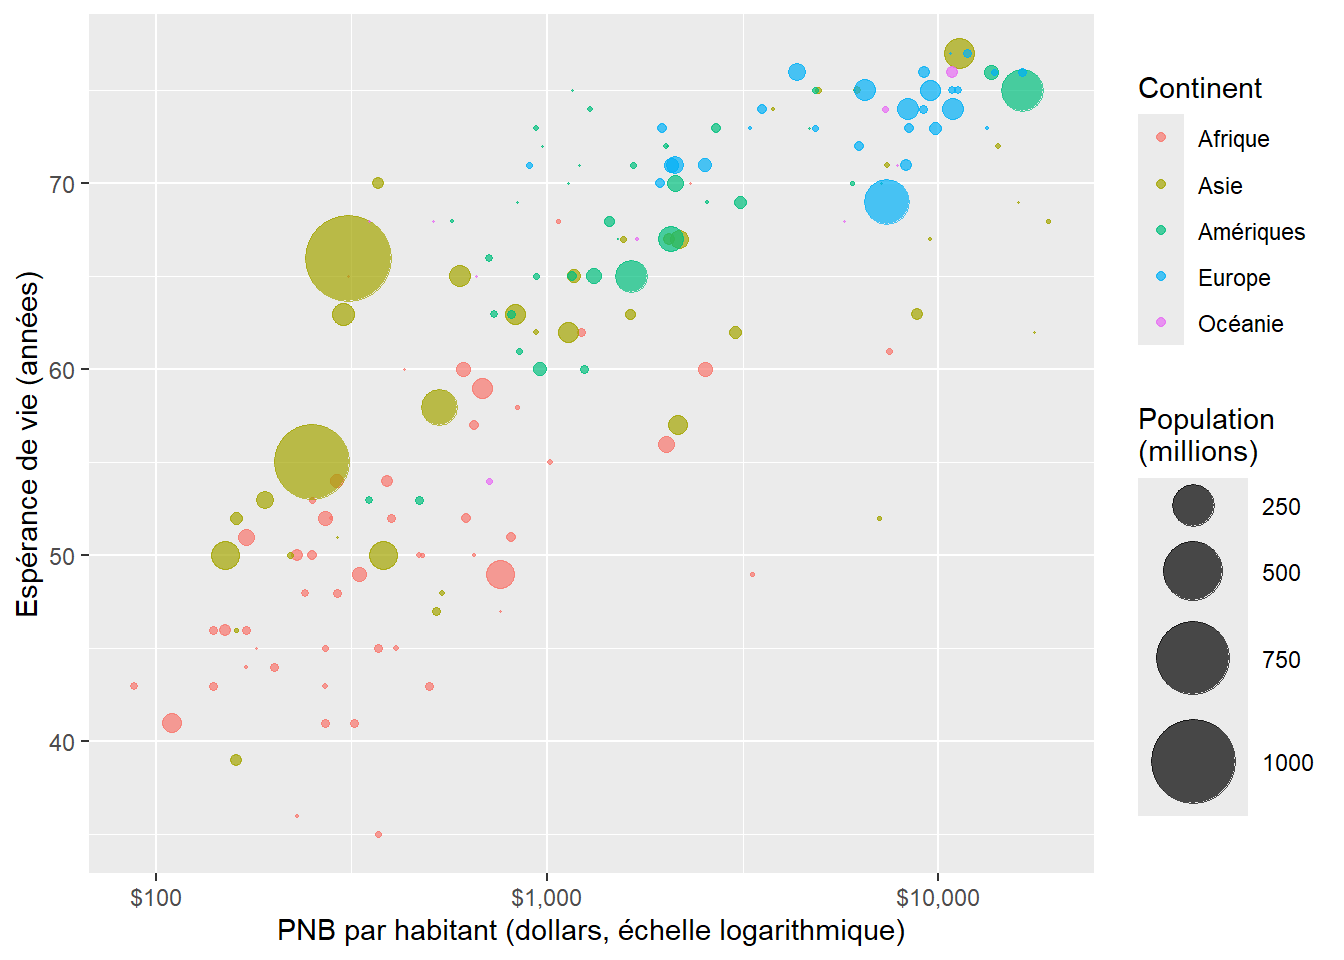 Espérance de vie (années)
70
60
50
40
$100
$1,000
$10,000
PNB par habitant (dollars, échelle logarithmique)
Continent
Afrique
Asie
Amériques
Europe
Océanie
Population
(millions)
250
500
750
1000